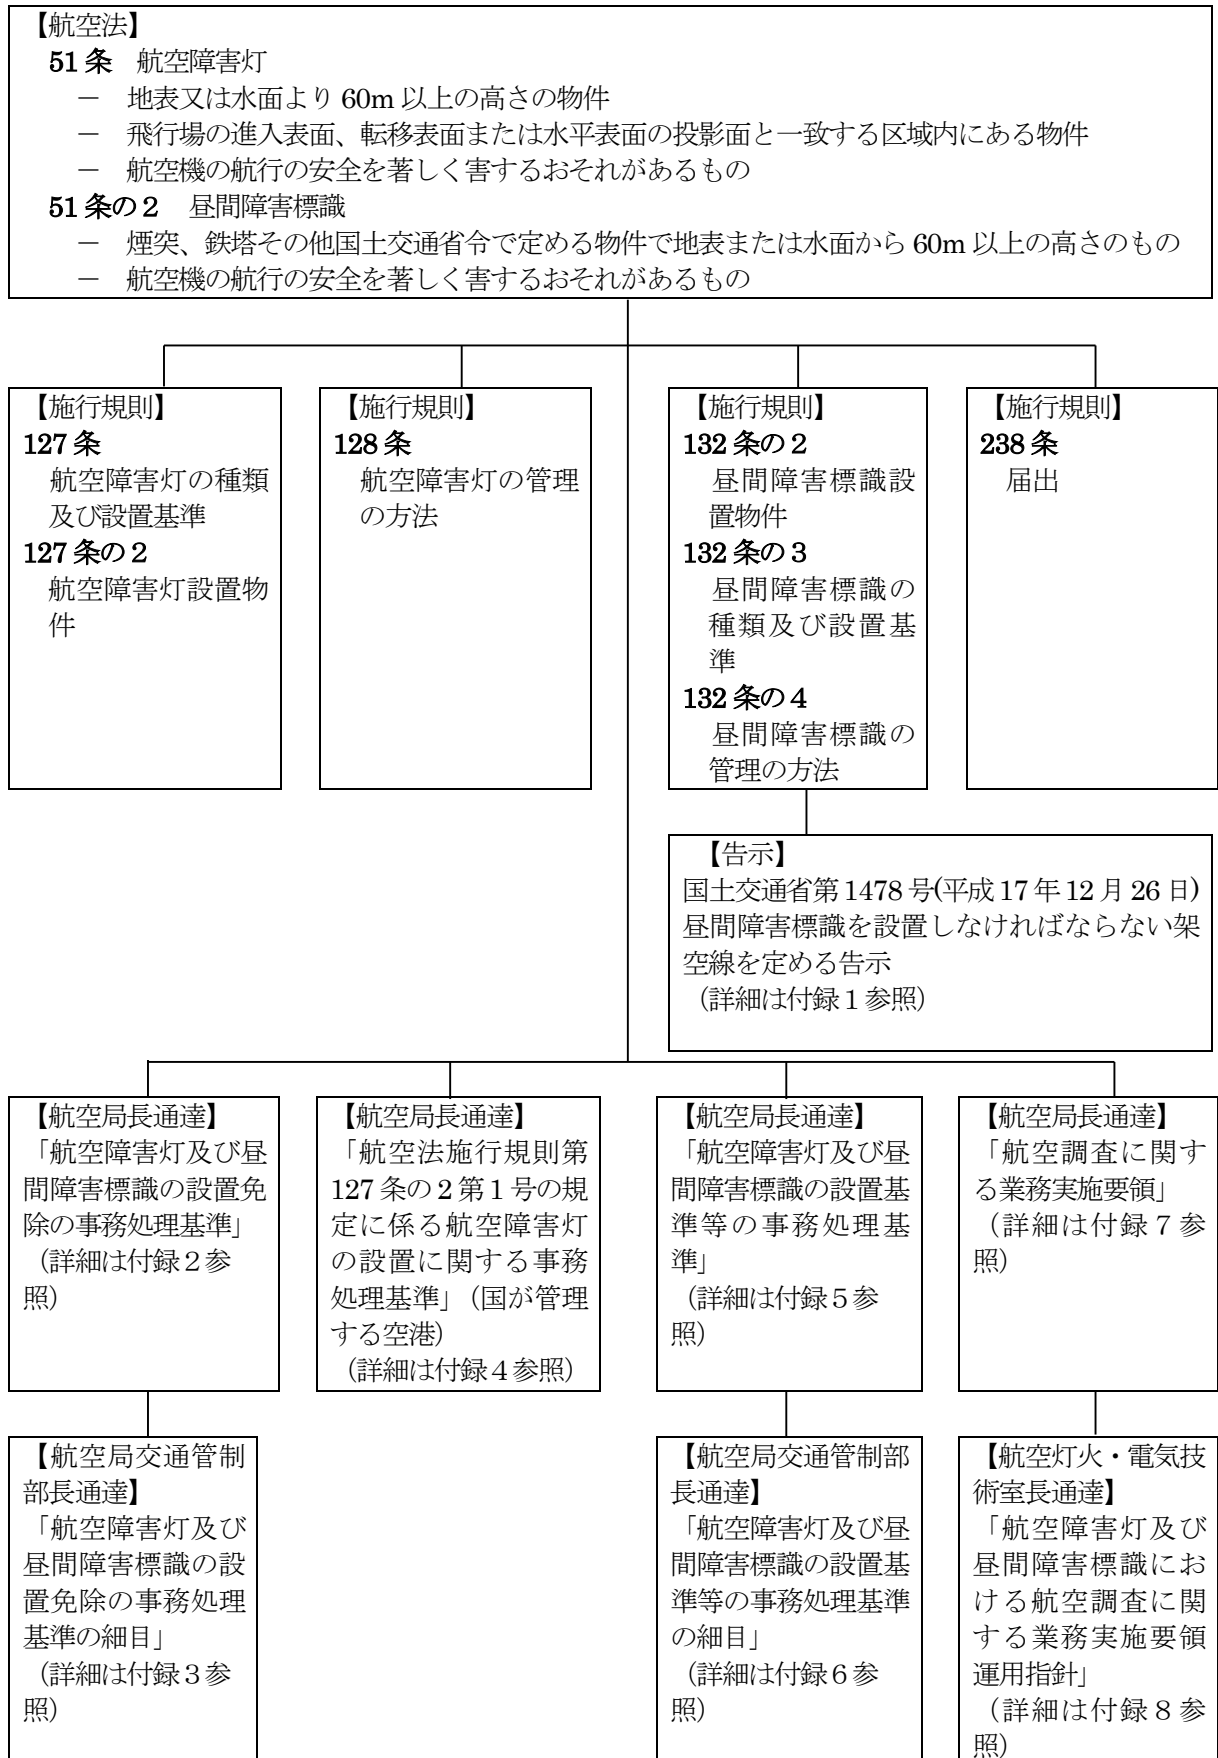 【航空法】
51条 航空障害灯
－ 地表又は水面より60m以上の高さの物件
－ 飛行場の進入表面、転移表面または水平表面の投影面と一致する区域内にある物件
－ 航空機の航行の安全を著しく害するおそれがあるもの
51条の２ 昼間障害標識
－ 煙突、鉄塔その他国土交通省令で定める物件で地表または水面から60m以上の高さのもの
－ 航空機の航行の安全を著しく害するおそれがあるもの
【施行規則】
127条
航空障害灯の種類
及び設置基準
127条の２
航空障害灯設置物
件
【施行規則】
128条
航空障害灯の管理
の方法
【施行規則】
132条の２
昼間障害標識設
置物件
132条の３
昼間障害標識の
種類及び設置基
準
132条の４
昼間障害標識の
管理の方法
【施行規則】
238条
届出
【告示】
国土交通省第1478号(平成17年12月26日)
昼間障害標識を設置しなければならない架
空線を定める告示
（詳細は付録１参照）
【航空局長通達】
「航空障害灯及び昼
間障害標識の設置免
除の事務処理基準」
（詳細は付録２参
照）
【航空局長通達】
「航空法施行規則第
127条の２第１号の規
定に係る航空障害灯
の設置に関する事務
処理基準」（国が管理
する空港）
（詳細は付録４参照）
【航空局長通達】
「航空障害灯及び昼
間障害標識の設置基
準等の事務処理基
準」
（詳細は付録５参
照）
【航空局長通達】
「航空調査に関す
る業務実施要領」
（詳細は付録７参
照）
【航空局交通管制
部長通達】
「航空障害灯及び
昼間障害標識の設
置免除の事務処理
基準の細目」
（詳細は付録３参
照）
【航空局交通管制部
長通達】
「航空障害灯及び昼
間障害標識の設置基
準等の事務処理基準
の細目」
（詳細は付録６参
照）
【航空灯火・電気技
術室長通達】
「航空障害灯及び
昼間障害標識にお
ける航空調査に関
する業務実施要領
運用指針」
（詳細は付録８参
照）